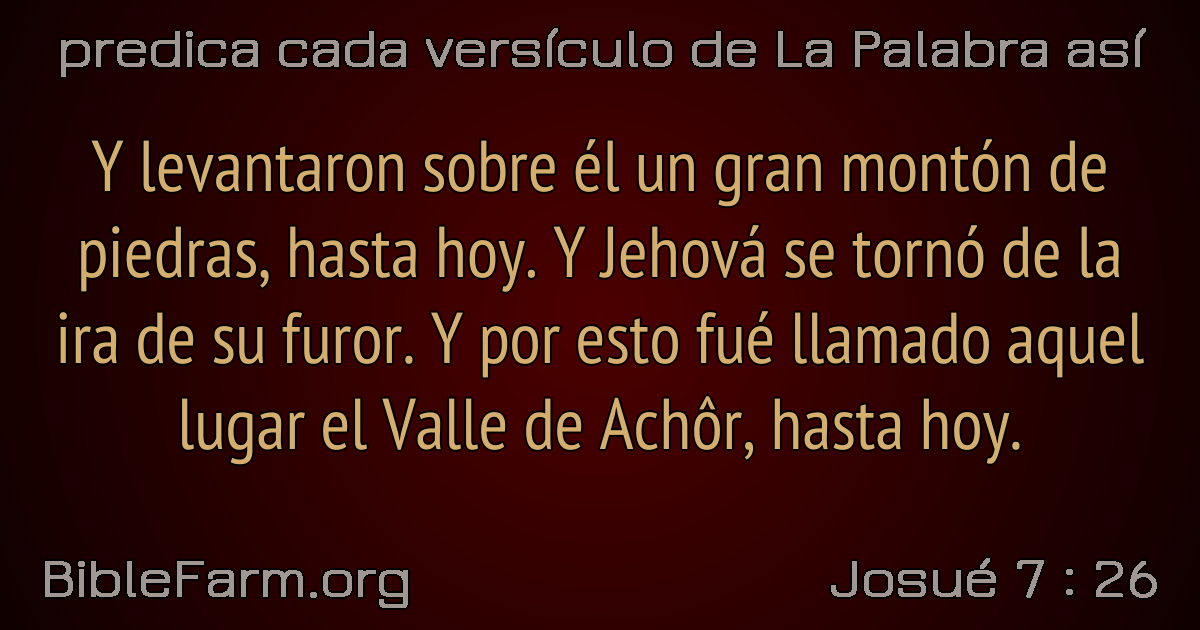 predica cada versículo de La Palabra así
Y levantaron sobre él un gran montón de
piedras, hasta hoy. Y Jehová se tornó de la
ira de su furor. Y por esto fué llamado aquel
lugar el Valle de Achôr, hasta hoy.
BibleFarm.org
Josué 7 : 26